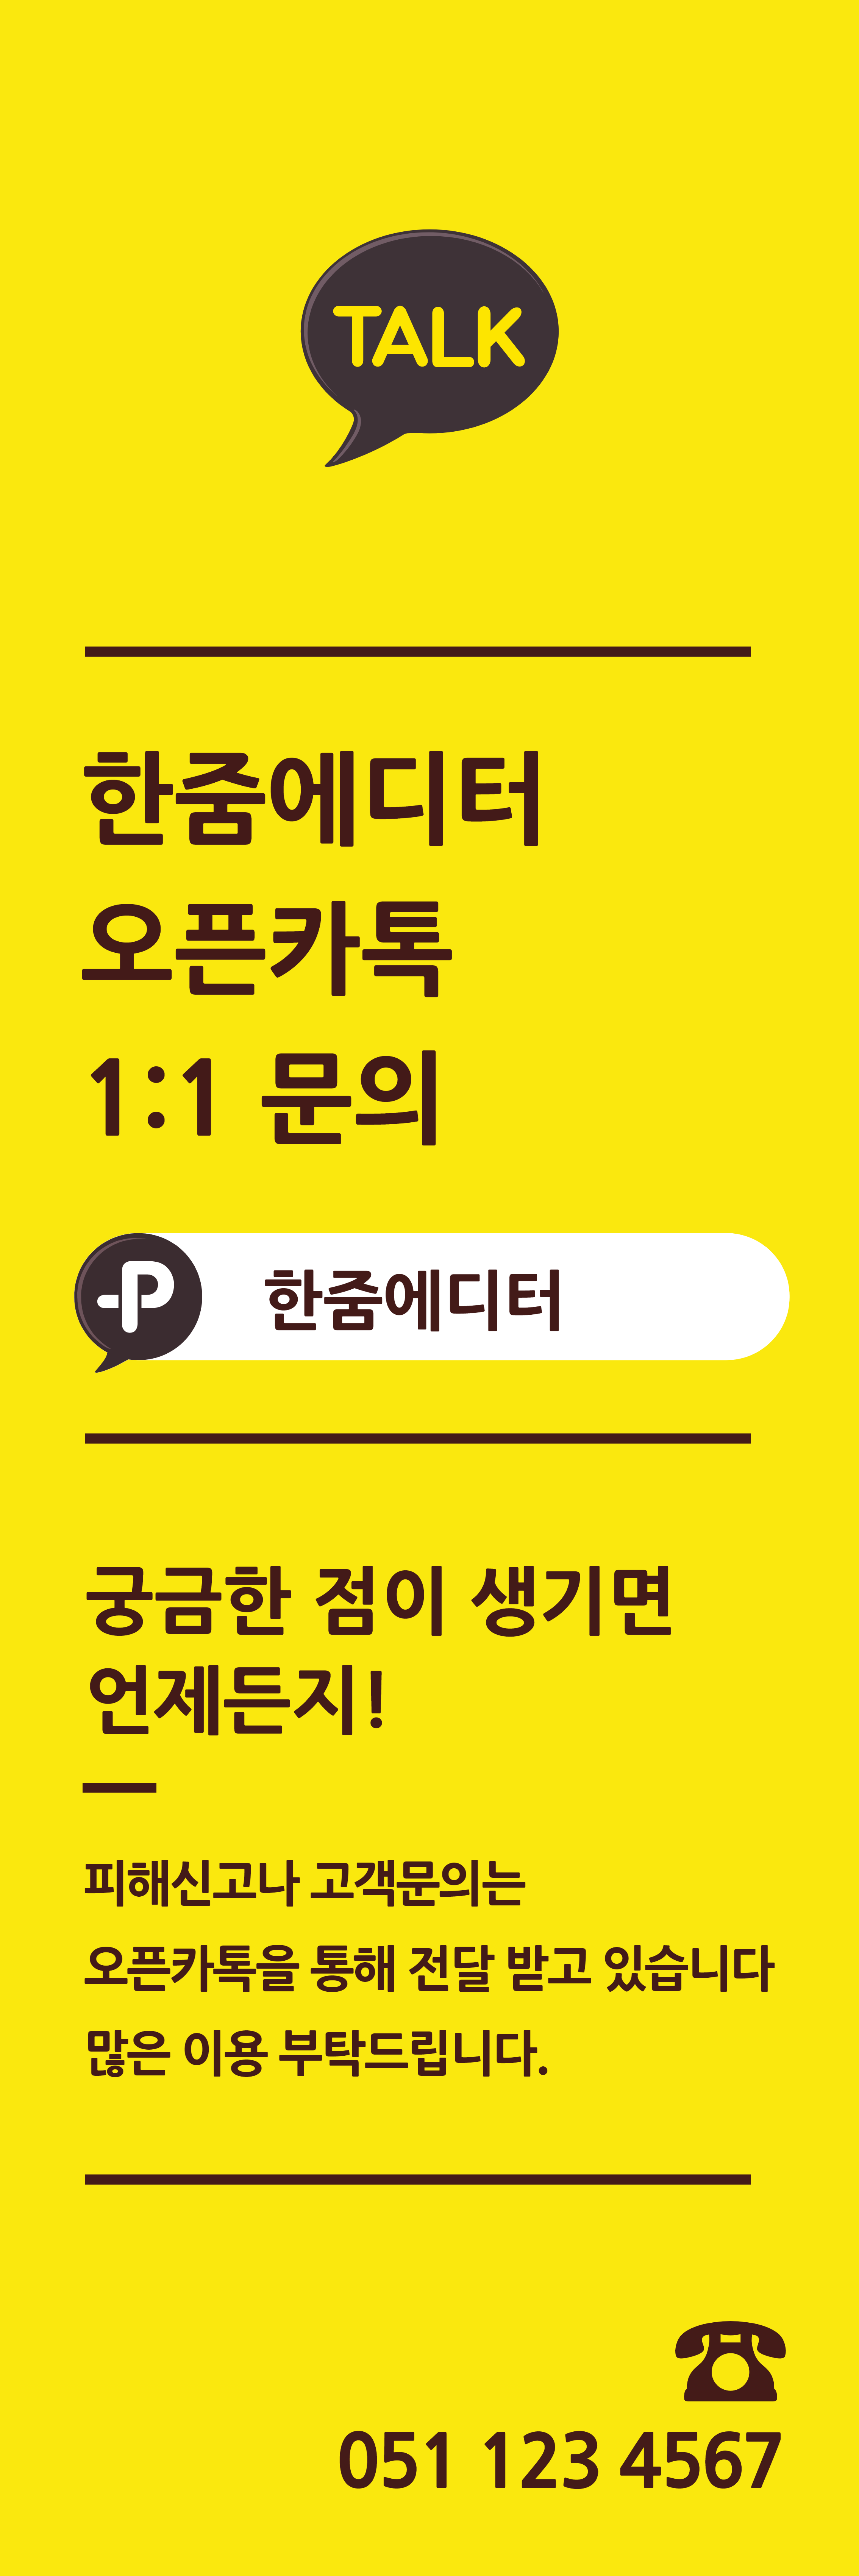 TALK
한줌에디터
오픈카톡
1:1 문의
P
한줌에디터
궁금한 점이 생기면
언제든지!
피해신고나 고객문의는
오픈카톡을 통해 전달 받고 있습니다
많은 이용 부탁드립니다.
051 123 4567